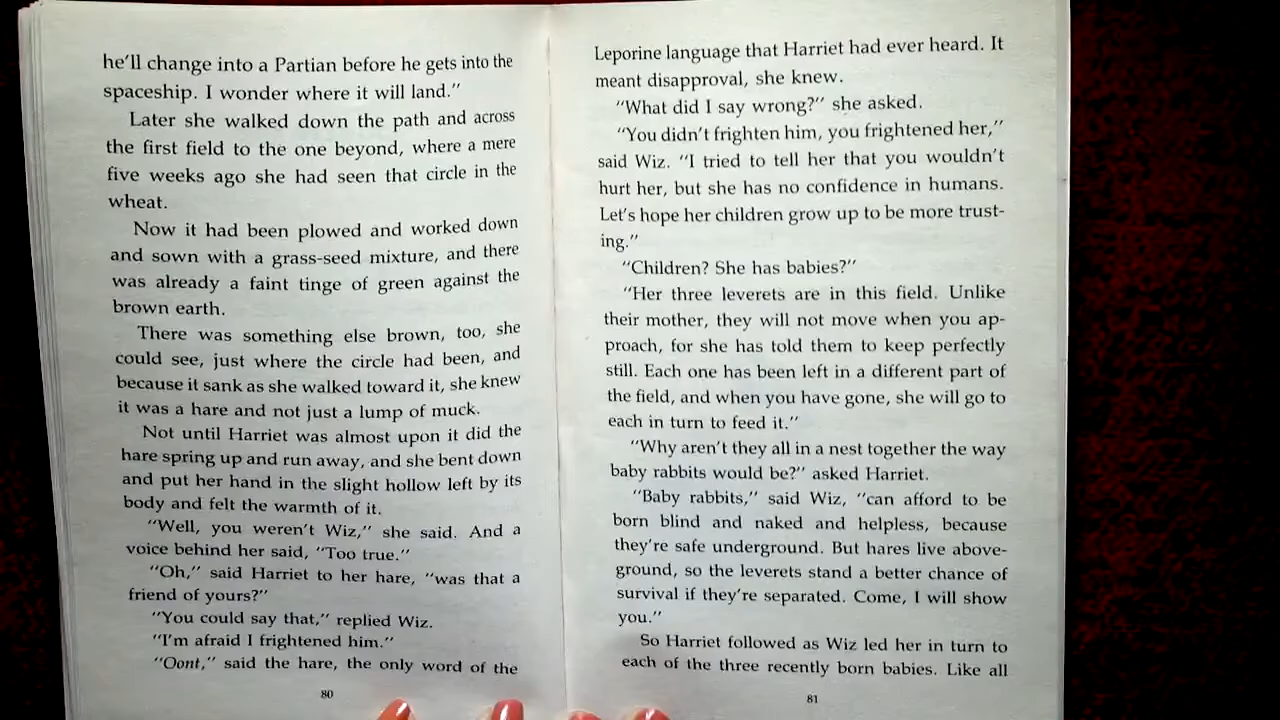 he'll change into a Partian before he gets into the
spaceship. I wonder where it will land."
Later she walked down the path and across
the first field to the one beyond, where a mere
five weeks ago she had seen that circle in the
wheat.
Now it had been plowed and worked down
and sown with a grass-seed mixture, and there
was already a faint tinge of green against the
brown earth.
There was something else brown, too, she
could see, just where the circle had been, and
because it sank as she walked toward it, she knew
it was a hare and not just a lump of muck.
Not until Harriet was almost upon it did the
hare spring up and run away, and she bent down
and put her hand in the slight hollow left by its
body and felt the warmth of it.
"Well, you weren't Wiz," she said. And a
voice behind her said, "Too true."
"Oh," said Harriet to her hare, "was that a
friend of yours?"
"You could say that," replied Wiz.
"I'm afraid I frightened him."
"Oont," said the hare, the only word of the
80
Leporine language that Harriet had ever heard. It
meant disapproval, she knew.
"What did I say wrong?" she asked.
"You didn't frighten him, you frightened her,"
said Wiz. "I tried to tell her that you wouldn't
hurt her, but she has no confidence in humans.
Let's hope her children grow up to be more trust-
ing."
"Children? She has babies?"
"Her three leverets are in this field. Unlike
their mother, they will not move when you ap-
proach, for she has told them to keep perfectly
still. Each one has been left in a different part of
the field, and when you have gone, she will go to
each in turn to feed it."
"Why aren't they all in a nest together the way
baby rabbits would be?" asked Harriet.
"Baby rabbits," said Wiz, "can afford to be
born blind and naked and helpless, because
they're safe underground. But hares live above-
ground, so the leverets stand a better chance of
survival if they're separated. Come, I will show
you."
So Harriet followed as Wiz led her in turn to
each of the three recently born babies. Like all
81